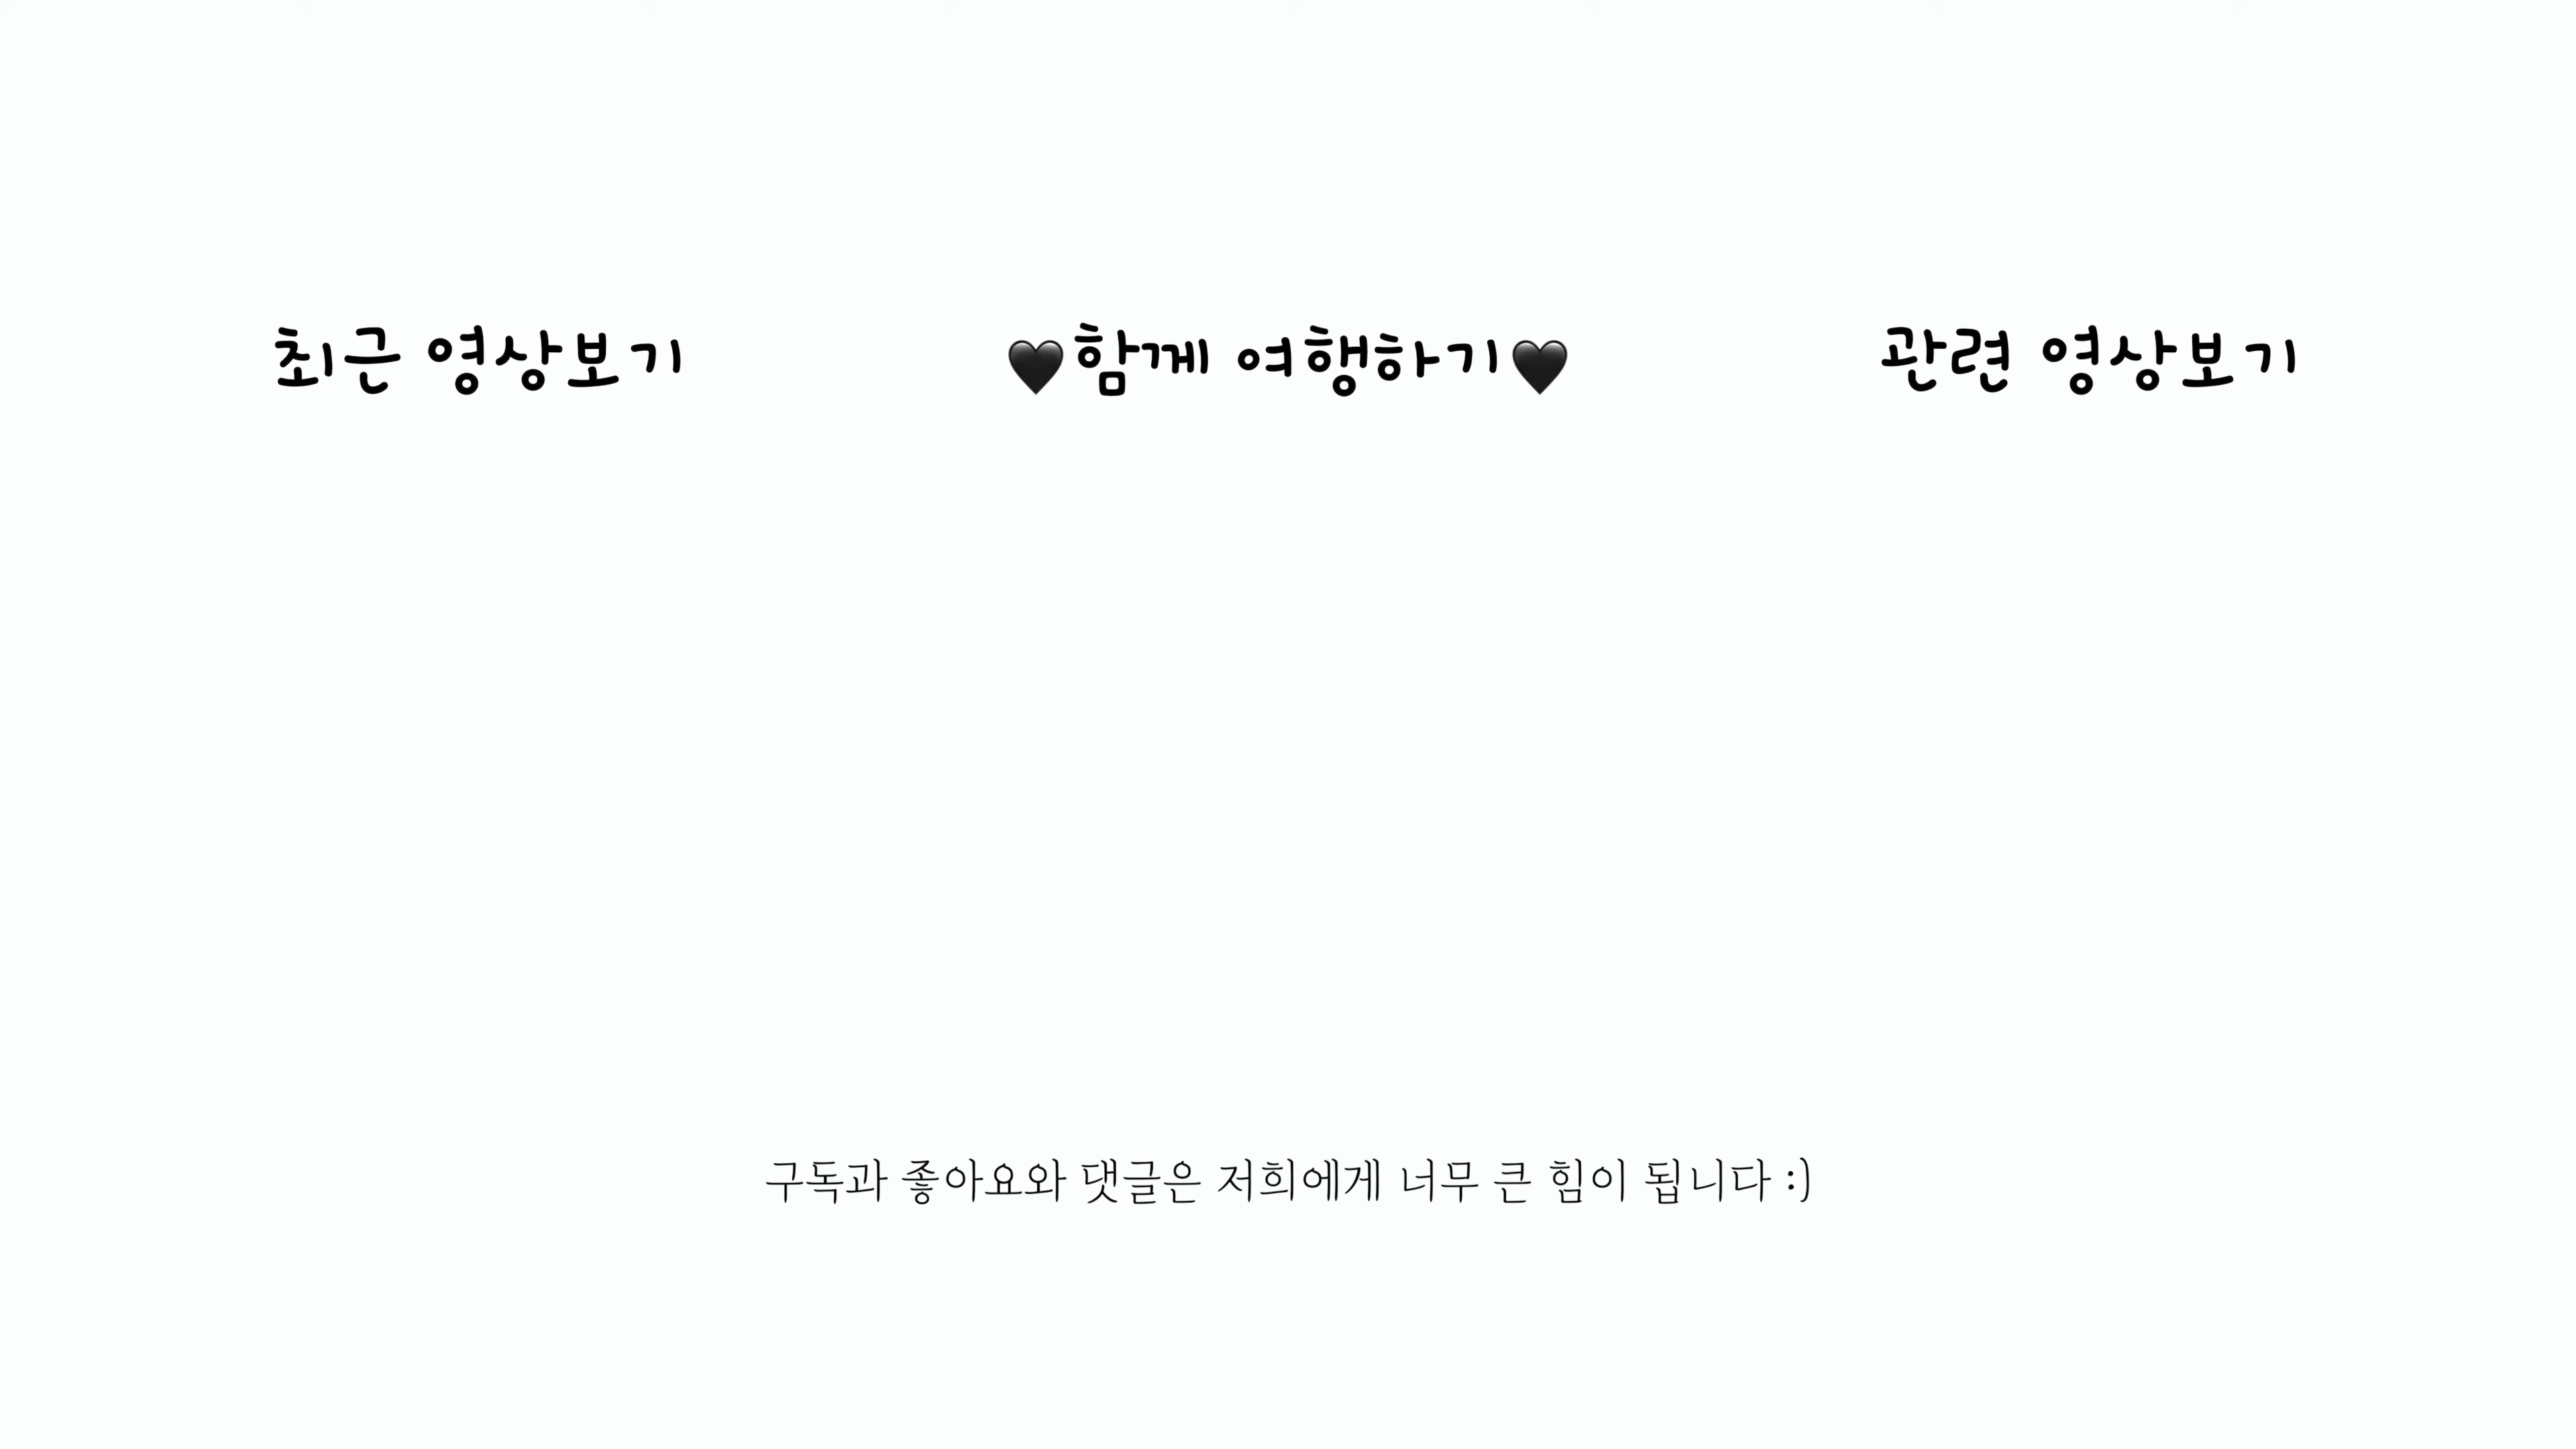 최근 영상보기
🖤함께 여행하기🖤
관련 영상보기
구독과 좋아요와 댓글은 저희에게 너무 큰 힘이 됩니다 :)